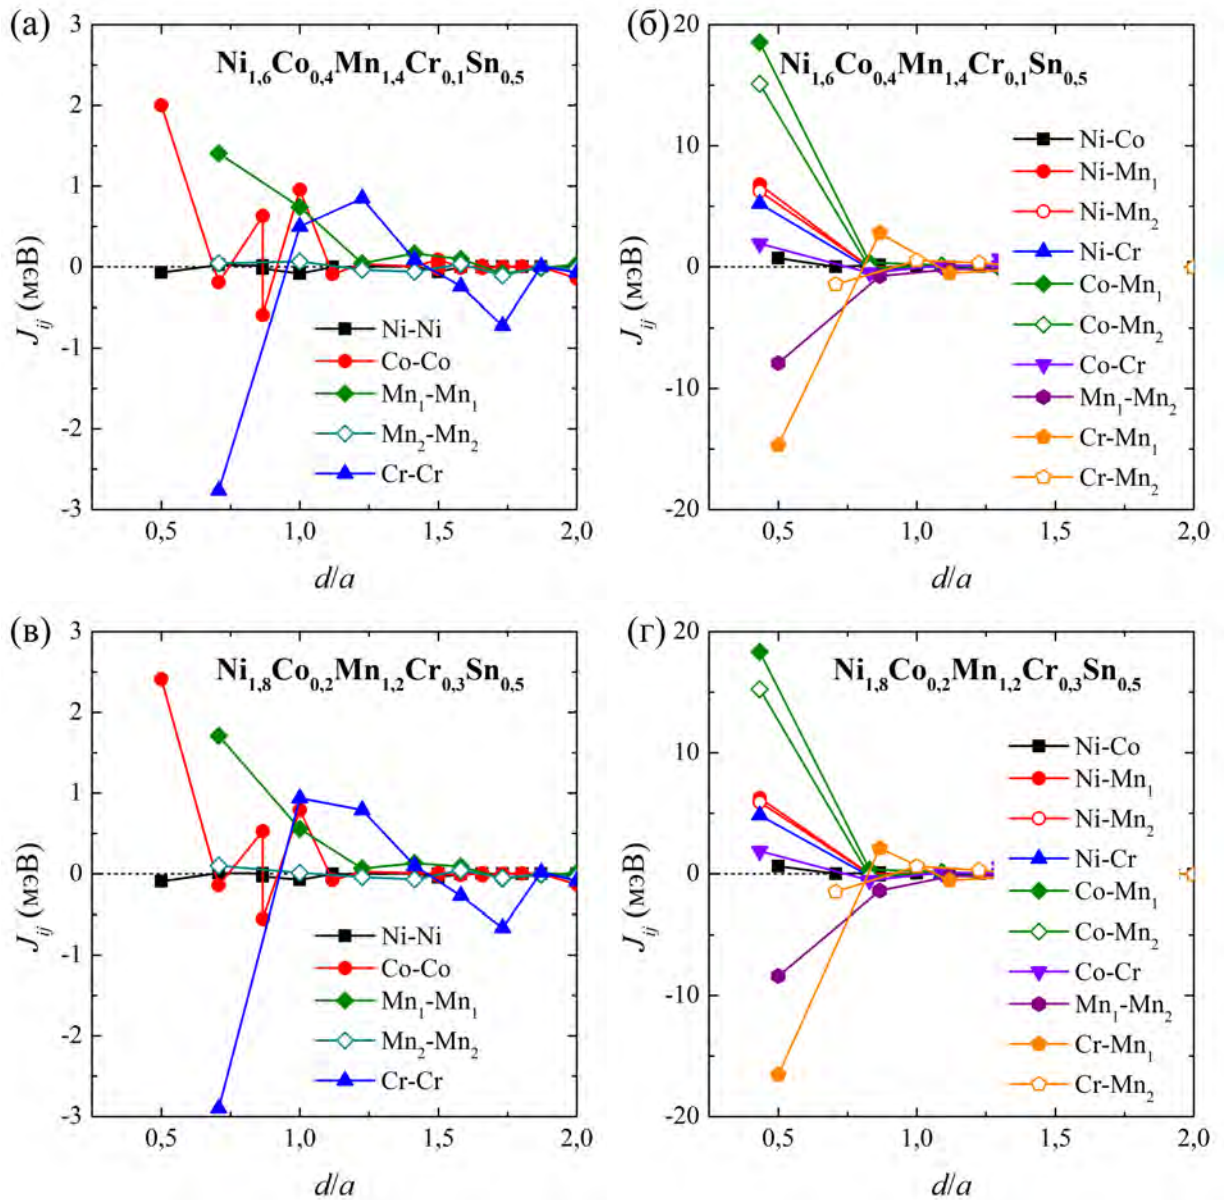 (а)
Ni1,6Co0,4Mn1,4Cr0,1Sn0,5
3
2
1
0
-1
-2
-3
Jij (мэВ)
Ni-Ni
Co-Co
Mn1-Mn1
Mn2-Mn2
Cr-Cr
0,5 1,0 1,5 2,0
d/a
(б)
Ni1,6Co0,4Mn1,4Cr0,1Sn0,5
20
10
0
-10
-20
Jij (мэВ)
Ni-Co
Ni-Mn1
Ni-Mn2
Ni-Cr
Co-Mn1
Co-Mn2
Co-Cr
Mn1-Mn2
Cr-Mn1
Cr-Mn2
0,5 1,0 1,5 2,0
d/a
(в)
Ni1,8Co0,2Mn1,2Cr0,3Sn0,5
3
2
1
0
-1
-2
-3
Jij (мэВ)
Ni-Ni
Co-Co
Mn1-Mn1
Mn2-Mn2
Cr-Cr
0,5 1,0 1,5 2,0
d/a
(г)
Ni1,8Co0,2Mn1,2Cr0,3Sn0,5
20
10
0
-10
-20
Jij (мэВ)
Ni-Co
Ni-Mn1
Ni-Mn2
Ni-Cr
Co-Mn1
Co-Mn2
Co-Cr
Mn1-Mn2
Cr-Mn1
Cr-Mn2
0,5 1,0 1,5 2,0
d/a